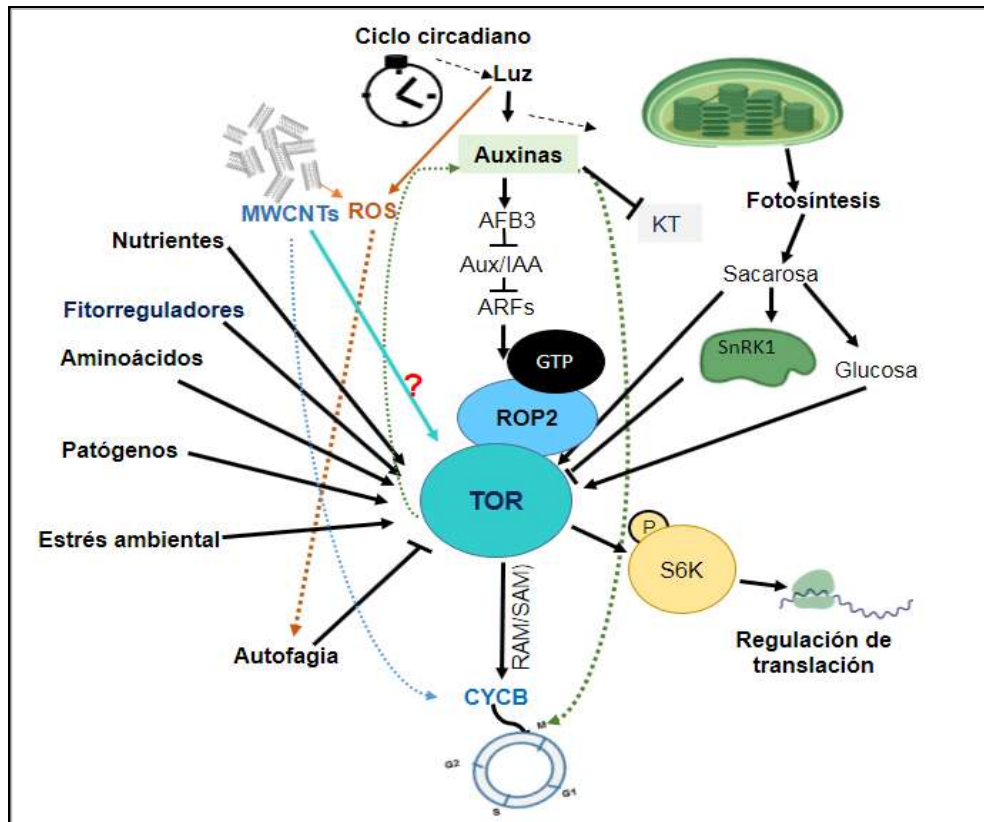 Ciclo circadiano
Luz
Auxinas
MWCNTs
ROS
AFB3
KT
Fotosíntesis
Nutrientes
Aux/IAA
Sacarosa
Fitorreguladores
ARFs
Aminoácidos
GTP
SnRK1
Glucosa
?
ROP2
Patógenos
TOR
Estrés ambiental
P
S6K
RAM/SAM)
Autofagia
Regulación de
translación
CYCB
M
G2
G1
S